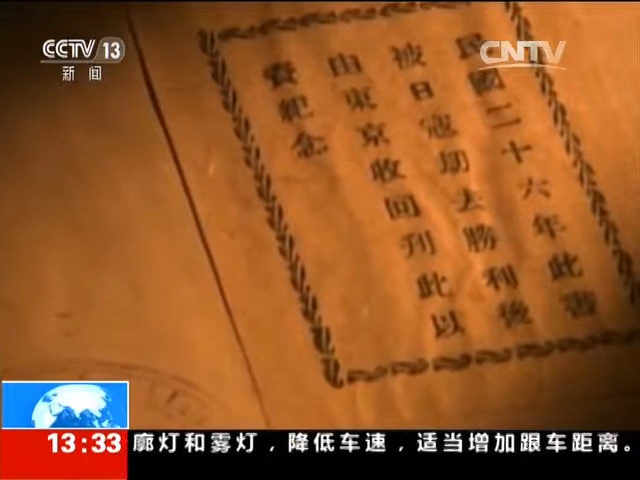 CCTV 13
新闻
CNTV
民國二十六年此書
被日寇劫去勝利後
由東京收回刊此以
資紀念
13:33
廊灯和雾灯，降低车速，适当增加跟车距离。